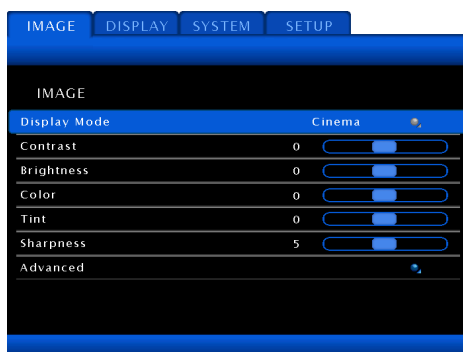 IMAGE DISPLAY SYSTEM SETUP
IMAGE
Display Mode Cinema
Contrast 0
Brightness 0
Color 0
Tint 0
Sharpness 5
Advanced